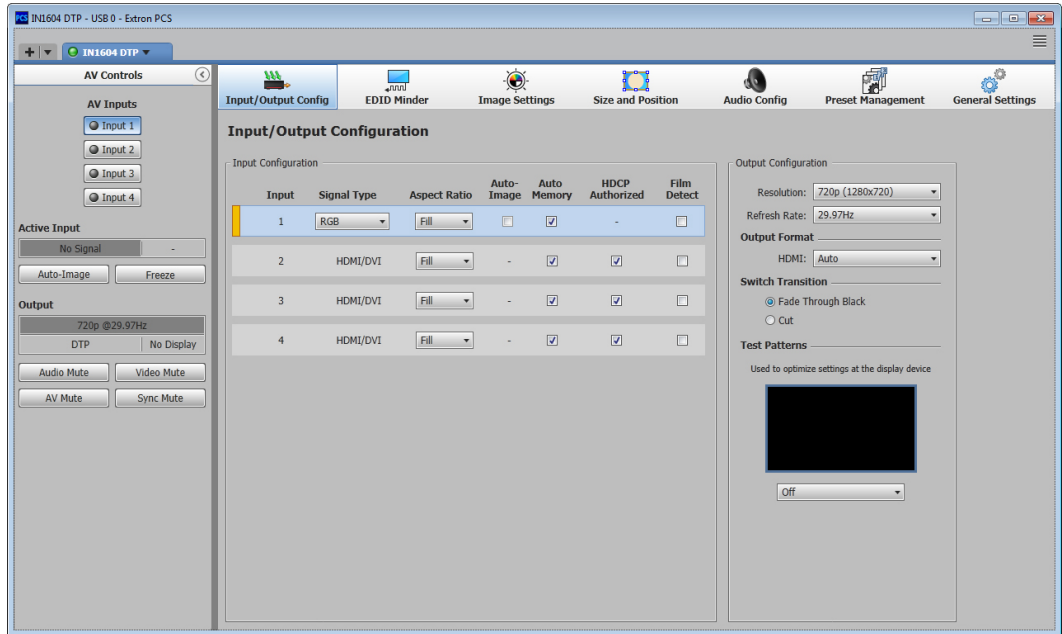 PCS IN1604 DTP - USB 0 - Extron PCS
IN1604 DTP
AV Controls
AV Inputs
Input 1
Input 2
Input 3
Input 4
Active Input
No Signal -
Auto-Image Freeze
Output
720p @29.97Hz
DTP No Display
Audio Mute Video Mute
AV Mute Sync Mute
Input/Output Config EDID Minder Image Settings Size and Position Audio Config Preset Management General Settings
Input/Output Configuration
Input Configuration
Input Signal Type Aspect Ratio Auto-Image Auto Memory HDCP Authorized Film Detect
1 RGB Fill -
2 HDMI/DVI Fill -
3 HDMI/DVI Fill -
4 HDMI/DVI Fill -
Output Configuration
Resolution: 720p (1280x720)
Refresh Rate: 29.97Hz
Output Format
HDMI: Auto
Switch Transition
Fade Through Black
Cut
Test Patterns
Used to optimize settings at the display device
Off